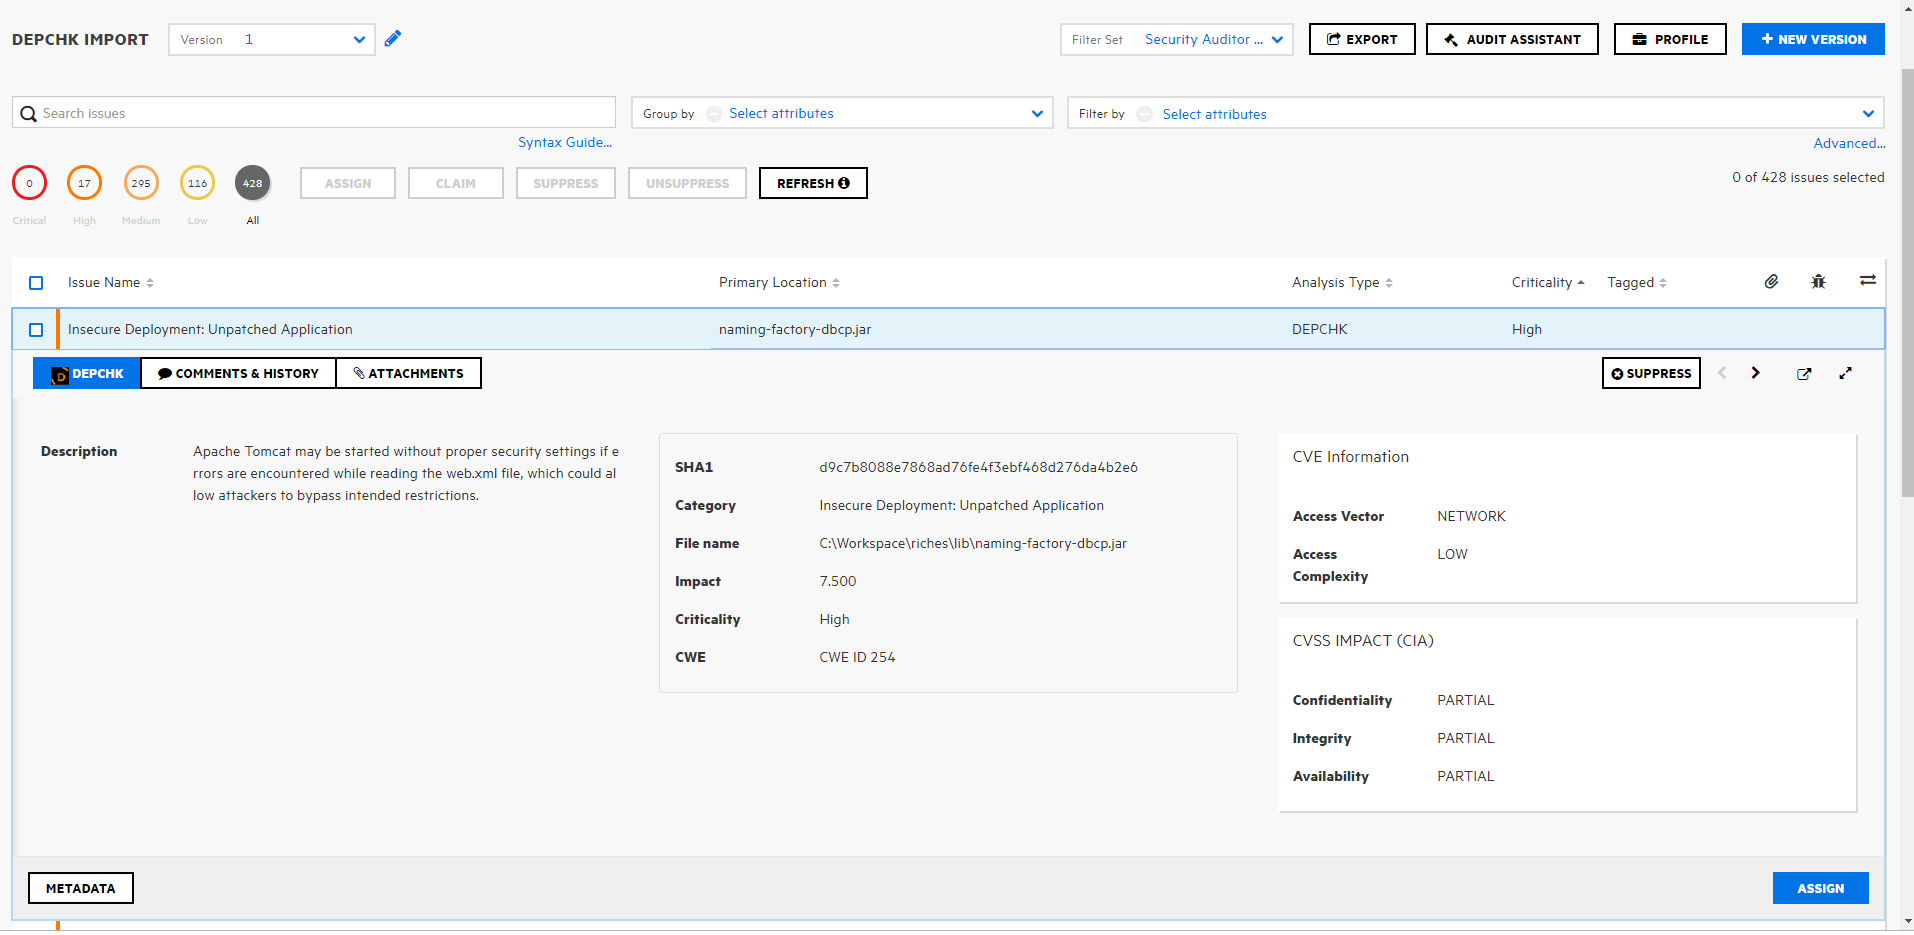 DEPCHK IMPORT Version 1 Filter Set Security Auditor ... EXPORT AUDIT ASSISTANT PROFILE NEW VERSION
Search issues Group by Select attributes Filter by Select attributes
Syntax Guide... Advanced...
0 17 295 116 428 ASSIGN CLAIM SUPPRESS UNSUPPRESS REFRESH 0 of 428 issues selected
Critical High Medium Low All
Issue Name Primary Location Analysis Type Criticality Tagged
Insecure Deployment: Unpatched Application naming-factory-dbcp.jar DEPCHK High
D DEPCHK COMMENTS & HISTORY ATTACHMENTS SUPPRESS
Description
Apache Tomcat may be started without proper security settings if e
rrors are encountered while reading the web.xml file, which could al
low attackers to bypass intended restrictions.
SHA1 d9c7b8088e7868ad76fe4f3ebf468d276da4b2e6
Category Insecure Deployment: Unpatched Application
File name C:\Workspace\riches\lib\naming-factory-dbcp.jar
Impact 7.500
Criticality High
CWE CWE ID 254
CVE Information
Access Vector NETWORK
Access LOW
Complexity
CVSS IMPACT (CIA)
Confidentiality PARTIAL
Integrity PARTIAL
Availability PARTIAL
METADATA ASSIGN